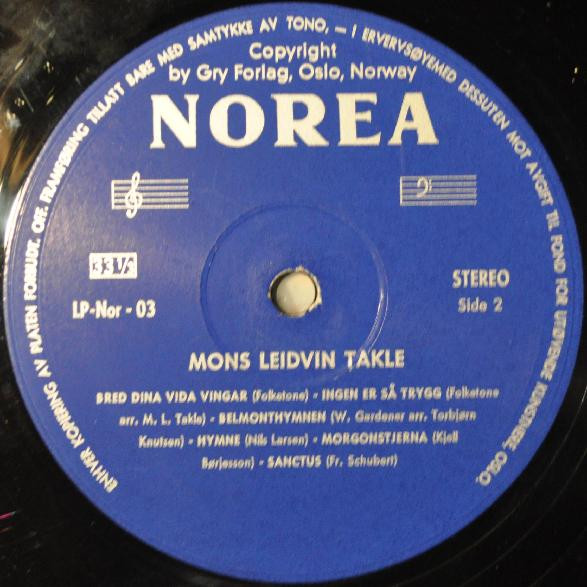 ENHVER KOPIERING AV PLATEN FORBUDT. OFF. FRAMFØRING TILLATT BARE MED SAMTYKKE AV TONO, — I ERVERVSØYEMED DESSUTEN MOT AVGIFT TIL FOND FOR UTØVENDE KUNSTNERE, OSLO.
Copyright
by Gry Forlag, Oslo, Norway
NOREA
33⅓
STEREO
LP-Nor - 03
Side 2
MONS LEIDVIN TAKLE
BRED DINA VIDA VINGAR (Folketone) - INGEN ER SÅ TRYGG (Folketone
arr. M. L. Takle) - BELMONTHYMNEN (W. Gardener arr. Torbjørn
Knutsen) - HYMNE (Nils Larsen) - MORGONSTJERNA (Kjell
Børjesson) - SANCTUS (Fr. Schubert)